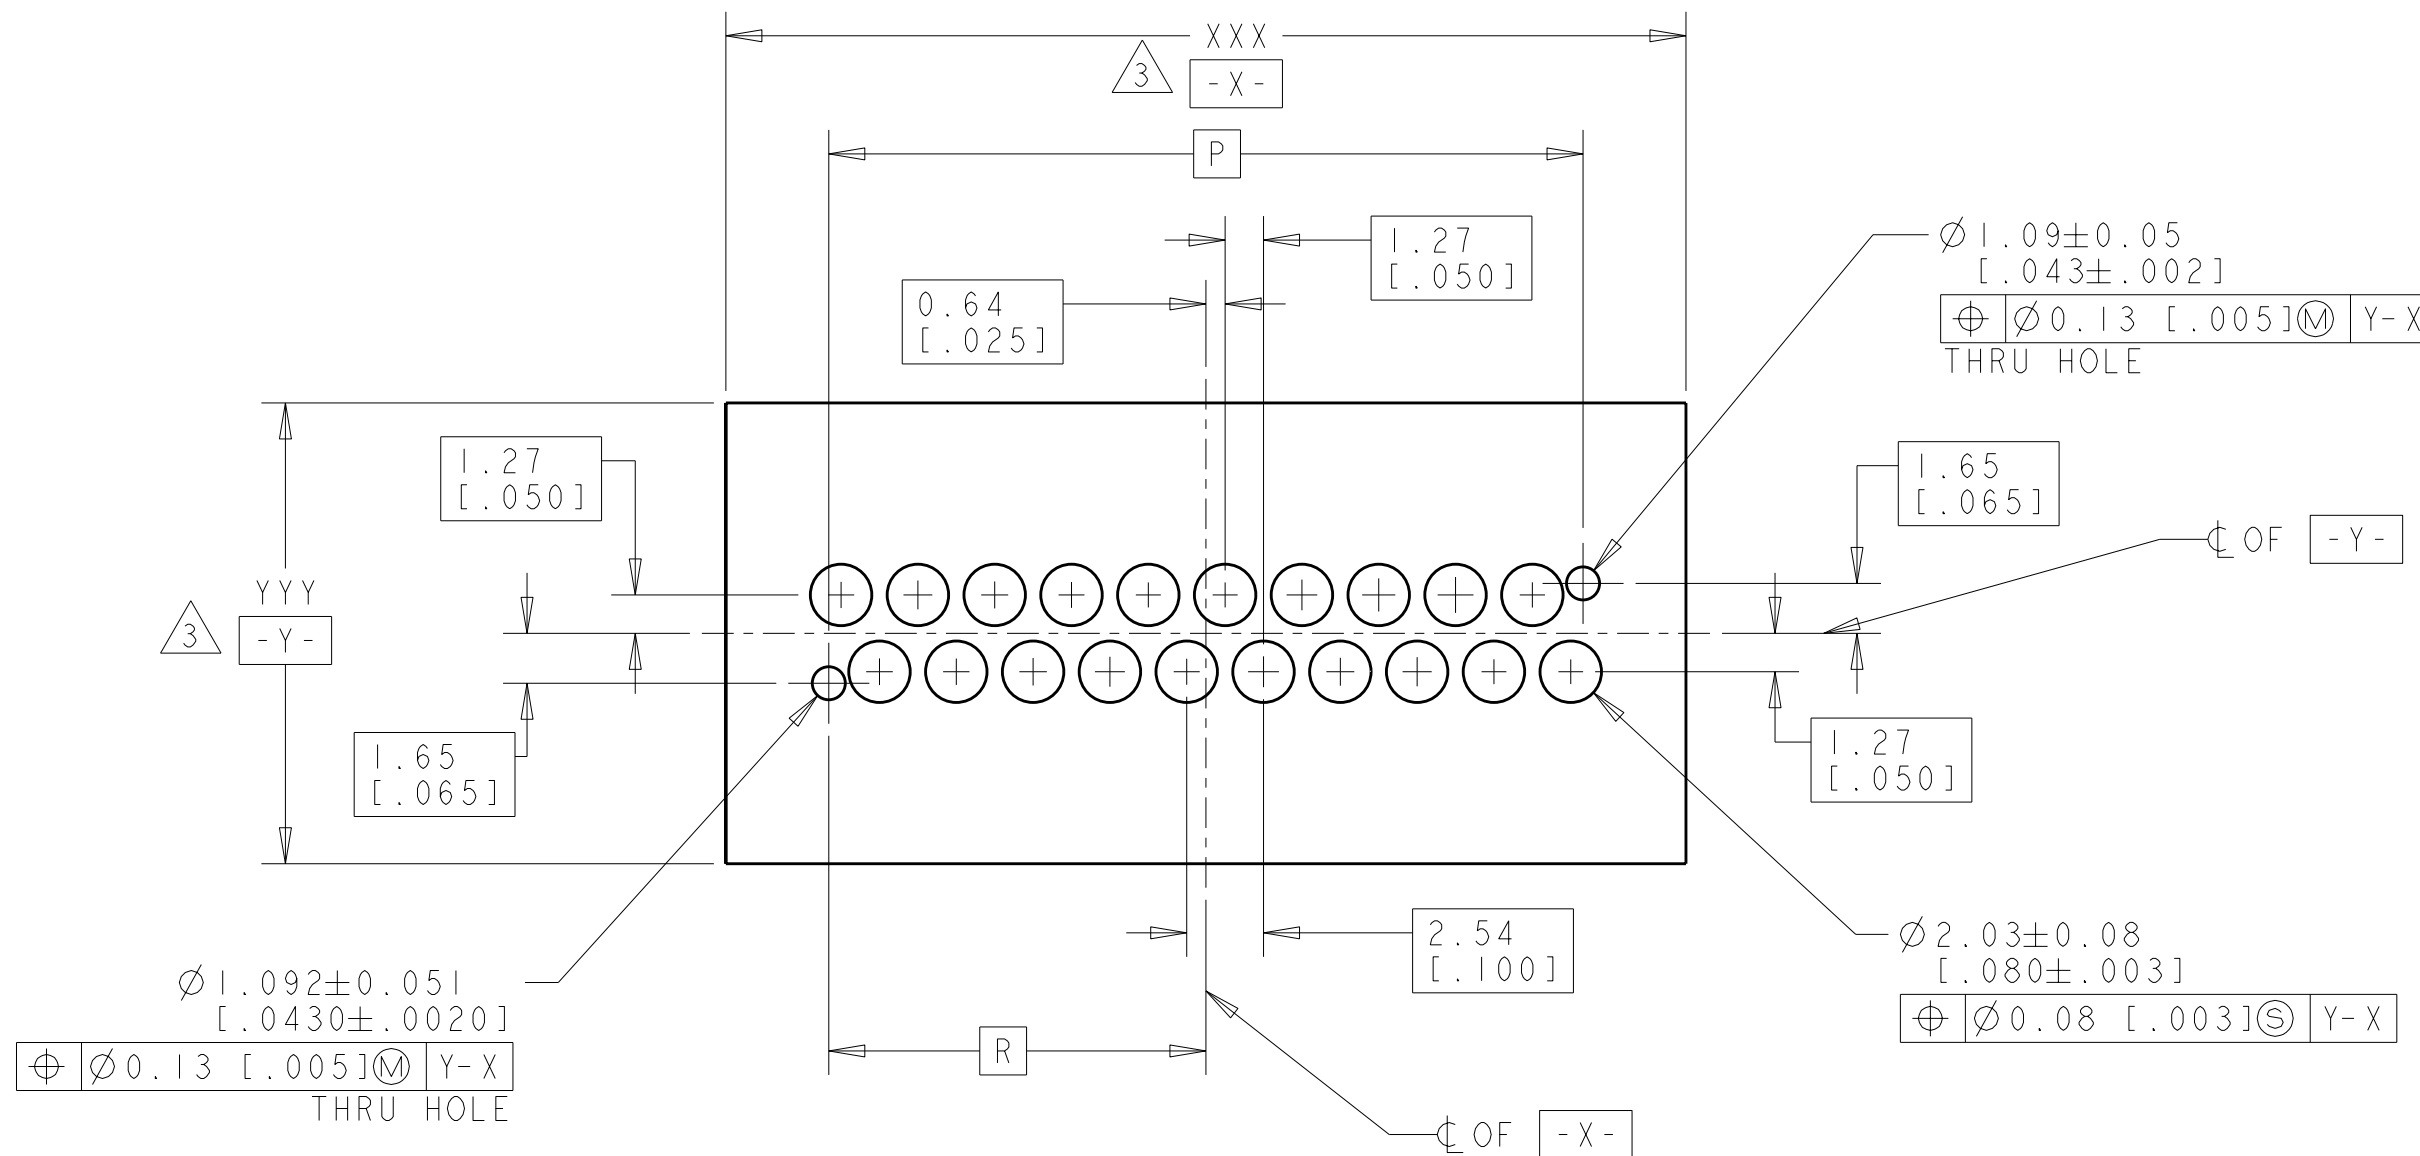 XXX
3
-X-
P
1.27
[.050]
0.64
[.025]
Ø1.09±0.05
[.043±.002]
⌖ Ø0.13 [.005]Ⓜ Y-X
THRU HOLE
1.27
[.050]
1.65
[.065]
℄ OF -Y-
YYY
3
-Y-
1.65
[.065]
1.27
[.050]
2.54
[.100]
Ø2.03±0.08
[.080±.003]
⌖ Ø0.08 [.003]Ⓢ Y-X
Ø1.092±0.051
[.0430±.0020]
⌖ Ø0.13 [.005]Ⓜ Y-X
THRU HOLE
R
℄ OF -X-